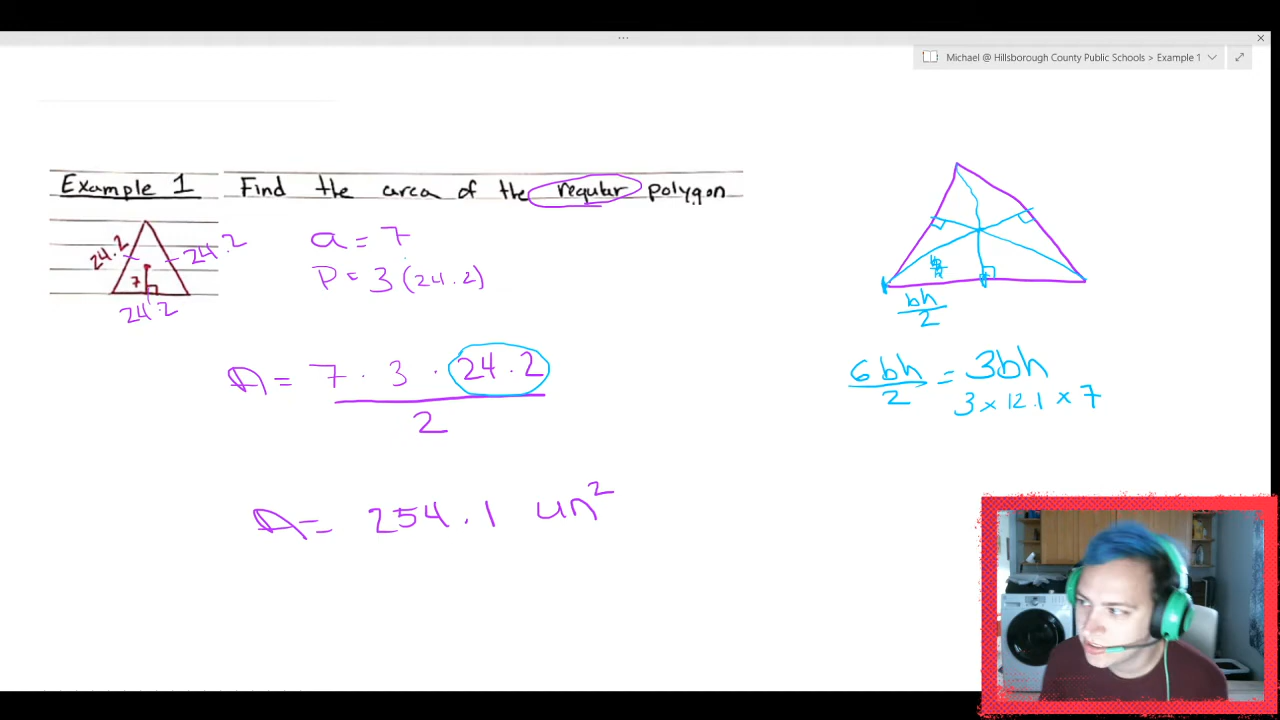 Michael @ Hillsborough County Public Schools > Example 1
Example 1 Find the area of the regular polygon
24.2 24.2
7
24.2
a = 7
P = 3 (24.2)
A = 7 · 3 · 24.2
2
A = 254.1 un²
bh
2
6bh = 3bh
2
3 × 12.1 × 7